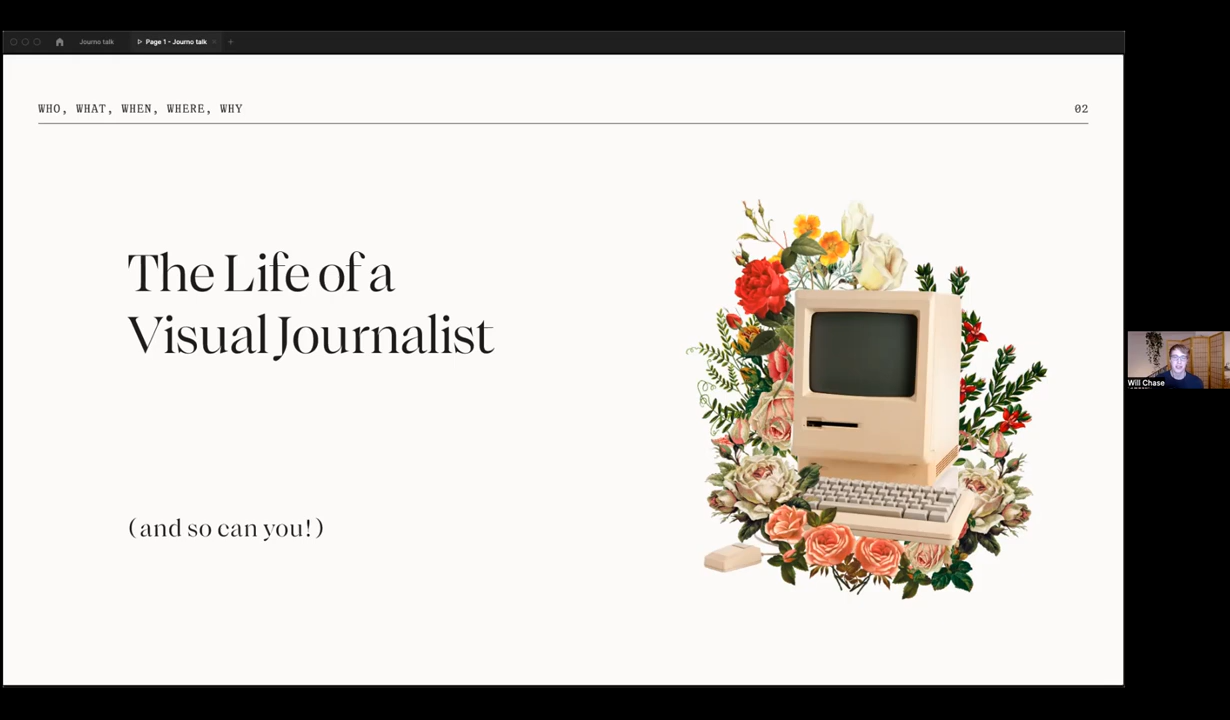 Journo talk
Page 1 - Journo talk
WHO, WHAT, WHEN, WHERE, WHY
02
The Life of a
Visual Journalist
(and so can you!)
Will Chase